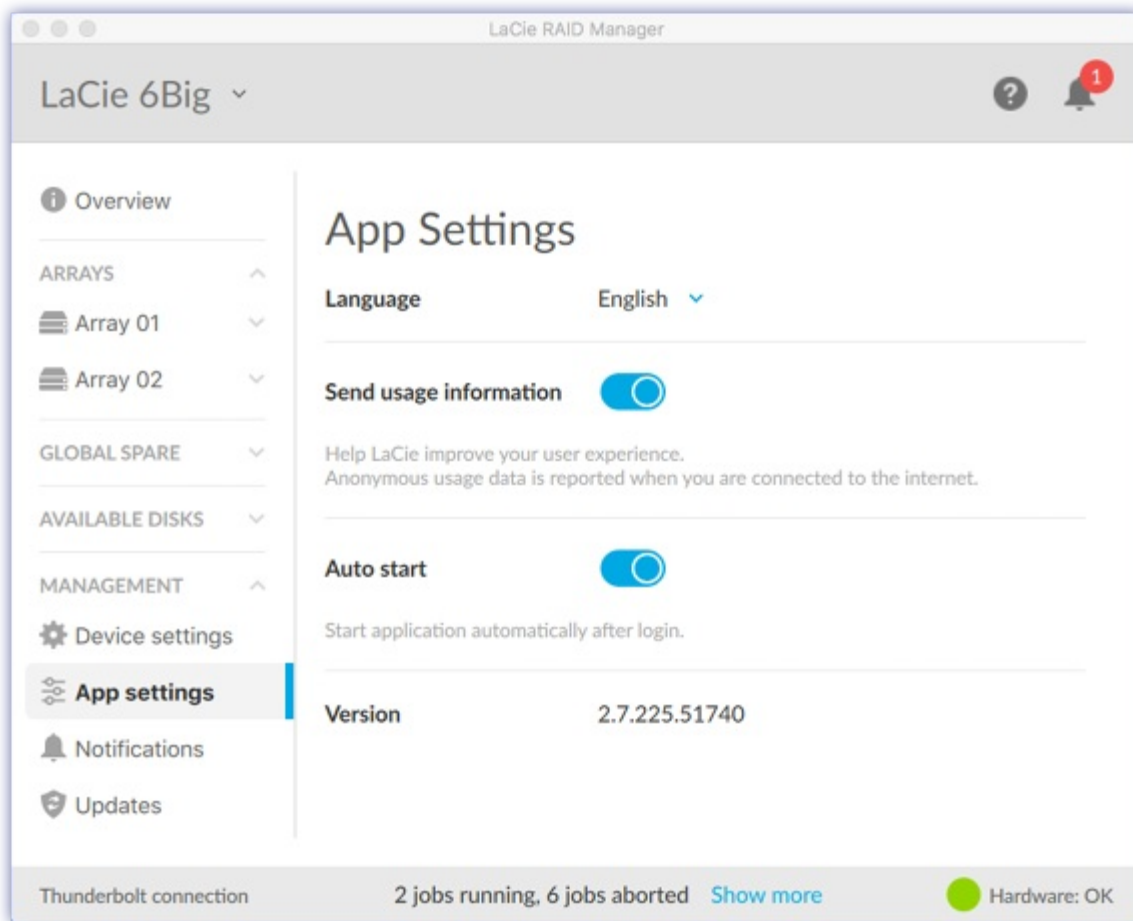 LaCie RAID Manager
LaCie 6Big
?
1
Overview
ARRAYS
Array 01
Array 02
GLOBAL SPARE
AVAILABLE DISKS
MANAGEMENT
Device settings
App settings
Notifications
Updates
App Settings
Language English
Send usage information
Help LaCie improve your user experience.
Anonymous usage data is reported when you are connected to the internet.
Auto start
Start application automatically after login.
Version 2.7.225.51740
Thunderbolt connection 2 jobs running, 6 jobs aborted Show more Hardware: OK